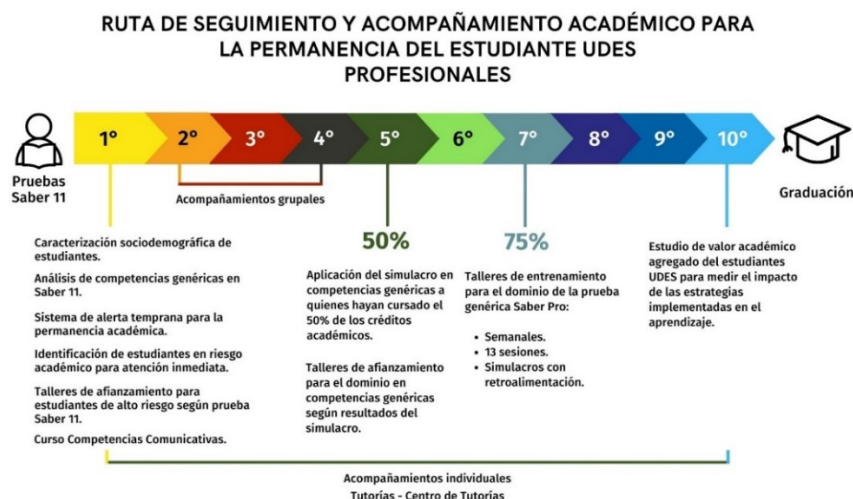 RUTA DE SEGUIMIENTO Y ACOMPAÑAMIENTO ACADÉMICO PARA
LA PERMANENCIA DEL ESTUDIANTE UDES
PROFESIONALES
1°
2°
3°
4°
5°
6°
7°
8°
9°
10°
Pruebas
Saber 11
Graduación
Acompañamientos grupales
Caracterización sociodemográfica de
estudiantes.
Análisis de competencias genéricas en
Saber 11.
Sistema de alerta temprana para la
permanencia académica.
Identificación de estudiantes en riesgo
académico para atención inmediata.
Talleres de afianzamiento para
estudiantes de alto riesgo según prueba
Saber 11.
Curso Competencias Comunicativas.
50%
Aplicación del simulacro en
competencias genéricas a
quienes hayan cursado el
50% de los créditos
académicos.
Talleres de afianzamiento
para el dominio en
competencias genéricas
según resultados del
simulacro.
75%
Talleres de entrenamiento
para el dominio de la prueba
genérica Saber Pro:
• Semanales.
• 13 sesiones.
• Simulacros con
retroalimentación.
Estudio de valor académico
agregado del estudiantes
UDES para medir el impacto
de las estrategias
implementadas en el
aprendizaje.
Acompañamientos individuales
Tutorías - Centro de Tutorías